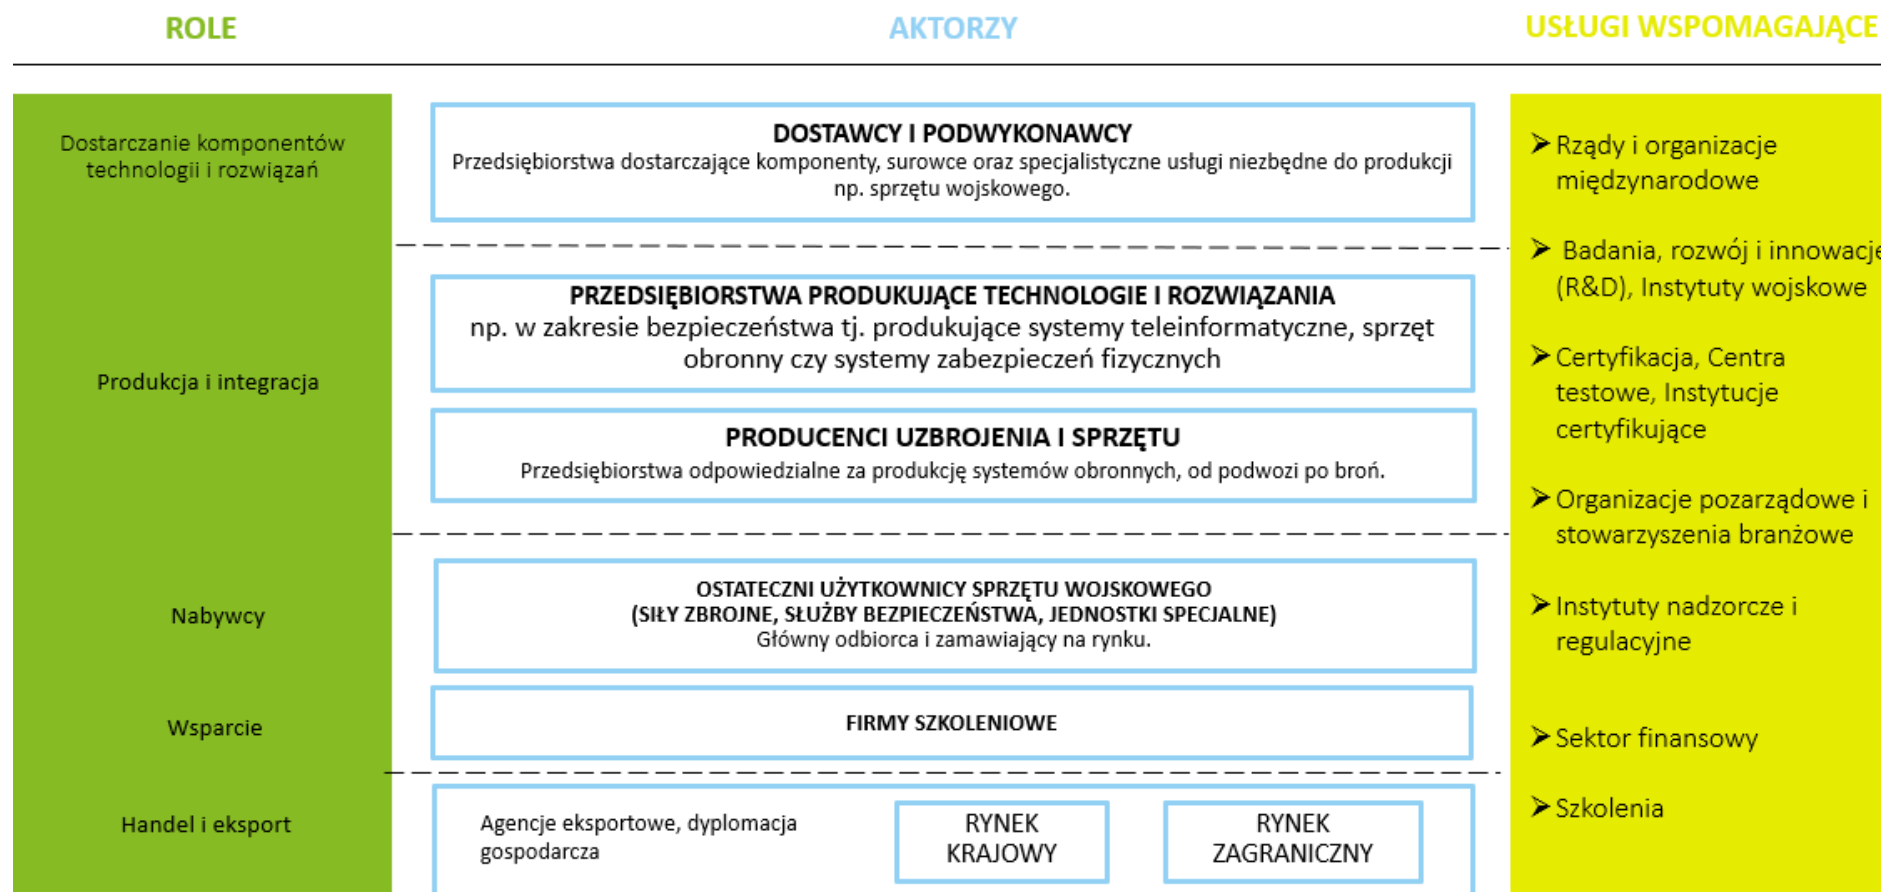 ROLE
AKTORZY
USŁUGI WSPOMAGAJĄCE
Dostarczanie komponentów
technologii i rozwiązań
DOSTAWCY I PODWYKONAWCY
Przedsiębiorstwa dostarczające komponenty, surowce oraz specjalistyczne usługi niezbędne do produkcji
np. sprzętu wojskowego.
Produkcja i integracja
PRZEDSIĘBIORSTWA PRODUKUJĄCE TECHNOLOGIE I ROZWIĄZANIA
np. w zakresie bezpieczeństwa tj. produkujące systemy teleinformatyczne, sprzęt
obronny czy systemy zabezpieczeń fizycznych
PRODUCENCI UZBROJENIA I SPRZĘTU
Przedsiębiorstwa odpowiedzialne za produkcję systemów obronnych, od podwozi po broń.
Nabywcy
OSTATECZNI UŻYTKOWNICY SPRZĘTU WOJSKOWEGO
(SIŁY ZBROJNE, SŁUŻBY BEZPIECZEŃSTWA, JEDNOSTKI SPECJALNE)
Główny odbiorca i zamawiający na rynku.
Wsparcie
FIRMY SZKOLENIOWE
Handel i eksport
Agencje eksportowe, dyplomacja
gospodarcza
RYNEK
KRAJOWY
RYNEK
ZAGRANICZNY
➢ Rządy i organizacje
międzynarodowe
➢ Badania, rozwój i innowacje
(R&D), Instytuty wojskowe
➢ Certyfikacja, Centra
testowe, Instytucje
certyfikujące
➢ Organizacje pozarządowe i
stowarzyszenia branżowe
➢ Instytuty nadzorcze i
regulacyjne
➢ Sektor finansowy
➢ Szkolenia